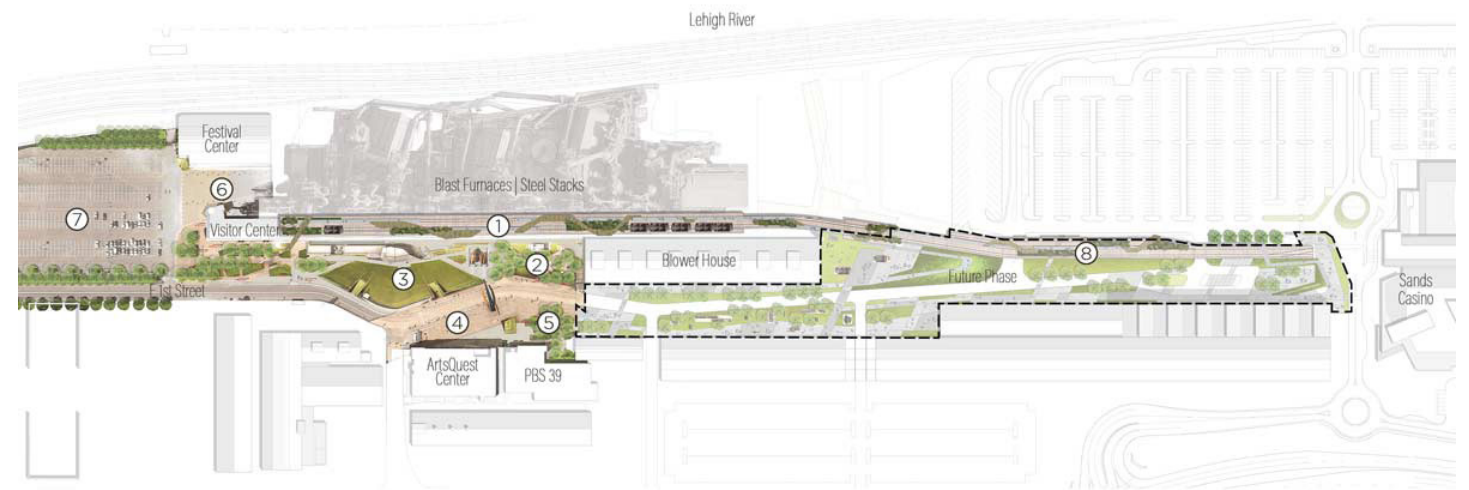 Lehigh River
Festival
Center
6
Blast Furnaces | Steel Stacks
7
Visitor Center
1
8
2
Blower House
3
Future Phase
E 1st Street
Sands
Casino
4
5
ArtsQuest
Center
PBS 39